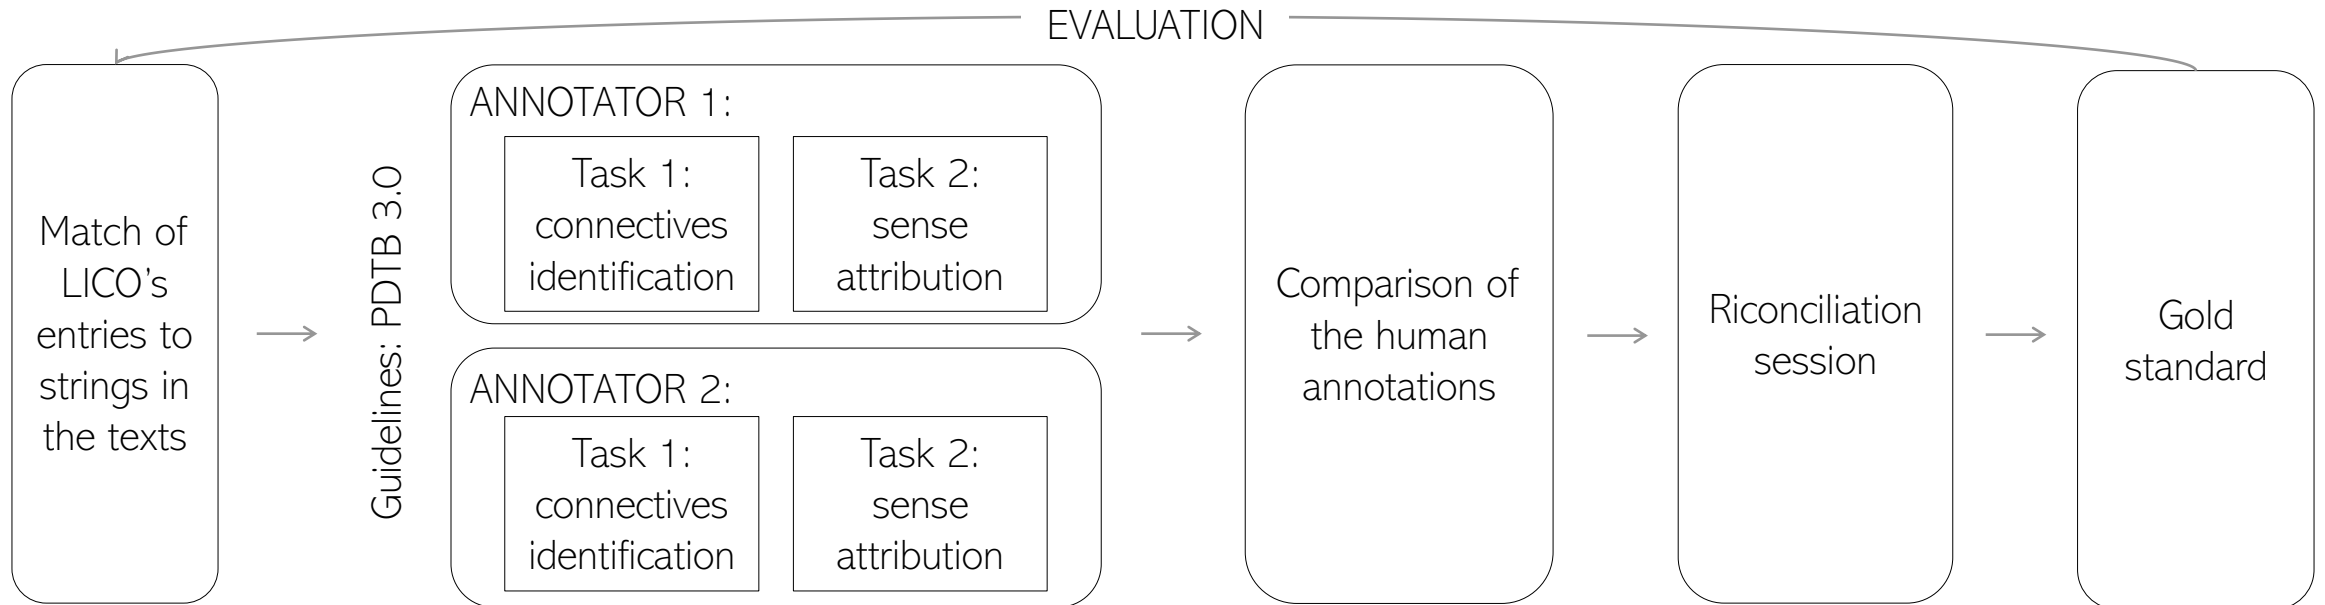 EVALUATION
Match of
LICO's
entries to
strings in
the texts
Guidelines: PDTB 3.0
ANNOTATOR 1:
Task 1:
connectives
identification
Task 2:
sense
attribution
ANNOTATOR 2:
Task 1:
connectives
identification
Task 2:
sense
attribution
Comparison of
the human
annotations
Riconciliation
session
Gold
standard